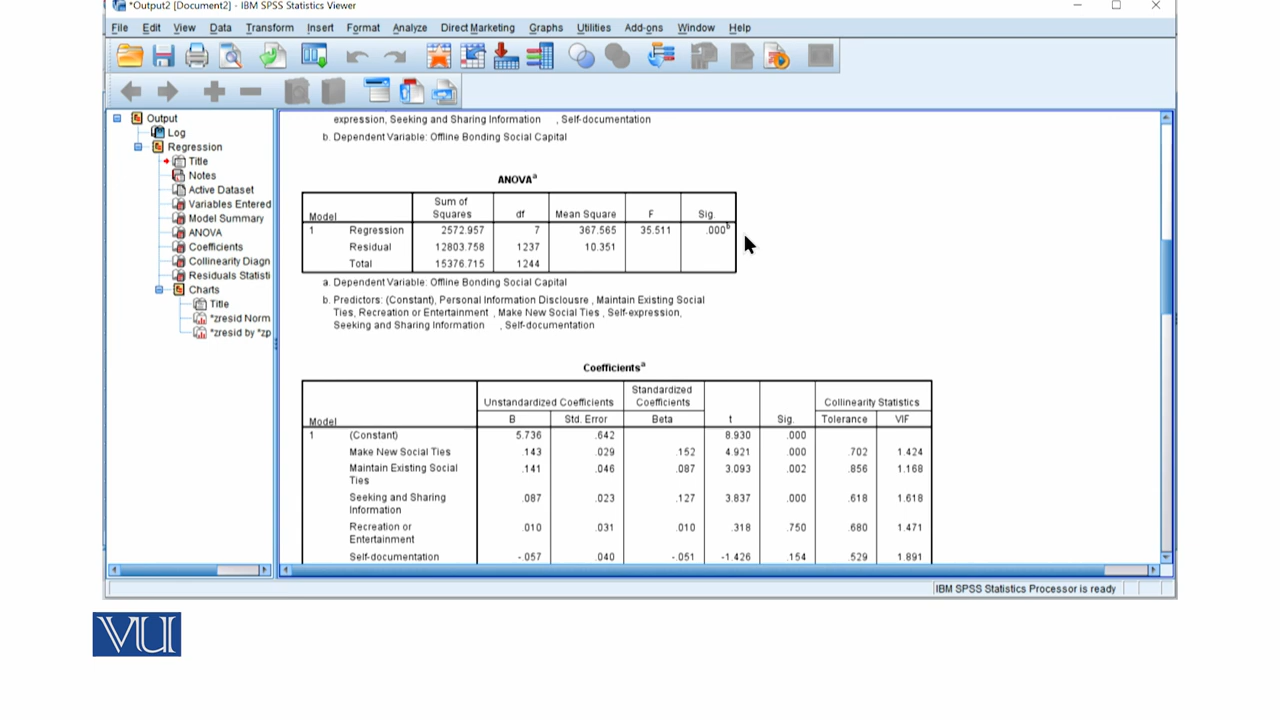 *Output2 [Document2] - IBM SPSS Statistics Viewer
File Edit View Data Transform Insert Format Analyze Direct Marketing Graphs Utilities Add-ons Window Help
Output
Log
Regression
Title
Notes
Active Dataset
Variables Entered
Model Summary
ANOVA
Coefficients
Collinearity Diagn
Residuals Statisti
Charts
Title
*zresid Norm
*zresid by *zp
expression, Seeking and Sharing Information , Self-documentation
b. Dependent Variable: Offline Bonding Social Capital
ANOVAa
Model Sum of Squares df Mean Square F Sig.
1 Regression 2572.957 7 367.565 35.511 .000b
Residual 12803.758 1237 10.351
Total 15376.715 1244
a. Dependent Variable: Offline Bonding Social Capital
b. Predictors: (Constant), Personal Information Disclousre , Maintain Existing Social
Ties, Recreation or Entertainment , Make New Social Ties , Self-expression,
Seeking and Sharing Information , Self-documentation
Coefficientsa
Unstandardized Coefficients Standardized Coefficients Collinearity Statistics
Model B Std. Error Beta t Sig. Tolerance VIF
1 (Constant) 5.736 .642 8.930 .000
Make New Social Ties .143 .029 .152 4.921 .000 .702 1.424
Maintain Existing Social Ties .141 .046 .087 3.093 .002 .856 1.168
Seeking and Sharing Information .087 .023 .127 3.837 .000 .618 1.618
Recreation or Entertainment .010 .031 .010 .318 .750 .680 1.471
Self-documentation -.057 .040 -.051 -1.426 .154 .529 1.891
IBM SPSS Statistics Processor is ready
VU